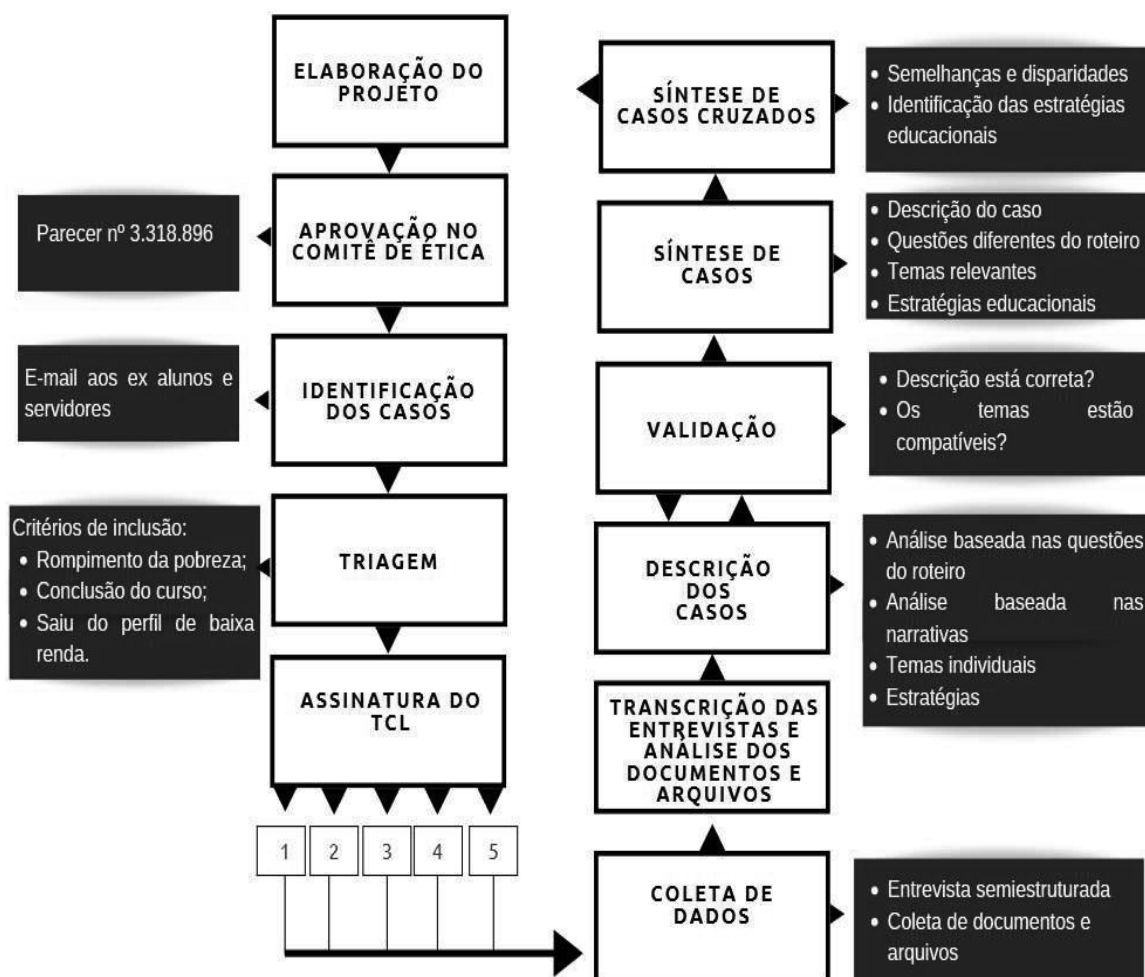 ELABORAÇÃO DO
PROJETO
Parecer nº 3.318.896
APROVAÇÃO NO
COMITÊ DE ÉTICA
E-mail aos ex alunos e
servidores
IDENTIFICAÇÃO
DOS CASOS
Critérios de inclusão:
• Rompimento da pobreza;
• Conclusão do curso;
• Saiu do perfil de baixa
renda.
TRIAGEM
ASSINATURA DO
TCL
1 2 3 4 5
SÍNTESE DE
CASOS CRUZADOS
• Semelhanças e disparidades
• Identificação das estratégias
educacionais
SÍNTESE DE
CASOS
• Descrição do caso
• Questões diferentes do roteiro
• Temas relevantes
• Estratégias educacionais
VALIDAÇÃO
• Descrição está correta?
• Os temas estão
compatíveis?
DESCRIÇÃO
DOS
CASOS
• Análise baseada nas questões
do roteiro
• Análise baseada nas
narrativas
• Temas individuais
• Estratégias
TRANSCRIÇÃO DAS
ENTREVISTAS E
ANÁLISE DOS
DOCUMENTOS E
ARQUIVOS
COLETA DE
DADOS
• Entrevista semiestruturada
• Coleta de documentos e
arquivos